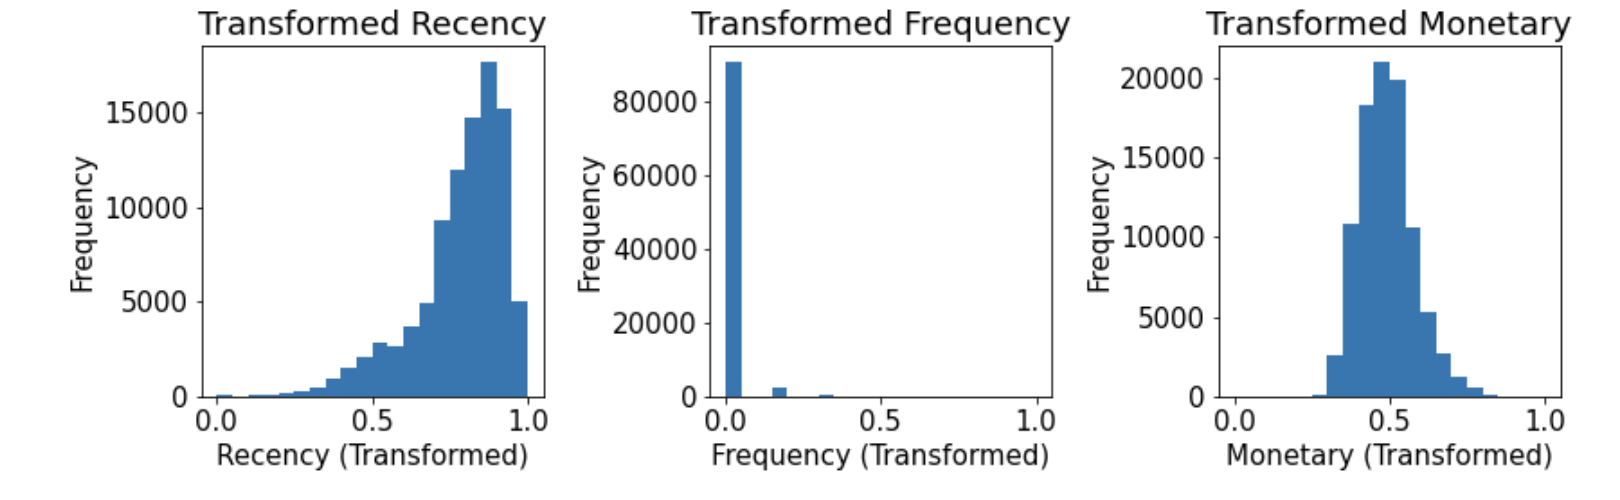 Transformed Recency
Frequency
15000
10000
5000
0
0.0 0.5 1.0
Recency (Transformed)
Transformed Frequency
Frequency
80000
60000
40000
20000
0
0.0 0.5 1.0
Frequency (Transformed)
Transformed Monetary
Frequency
20000
15000
10000
5000
0
0.0 0.5 1.0
Monetary (Transformed)